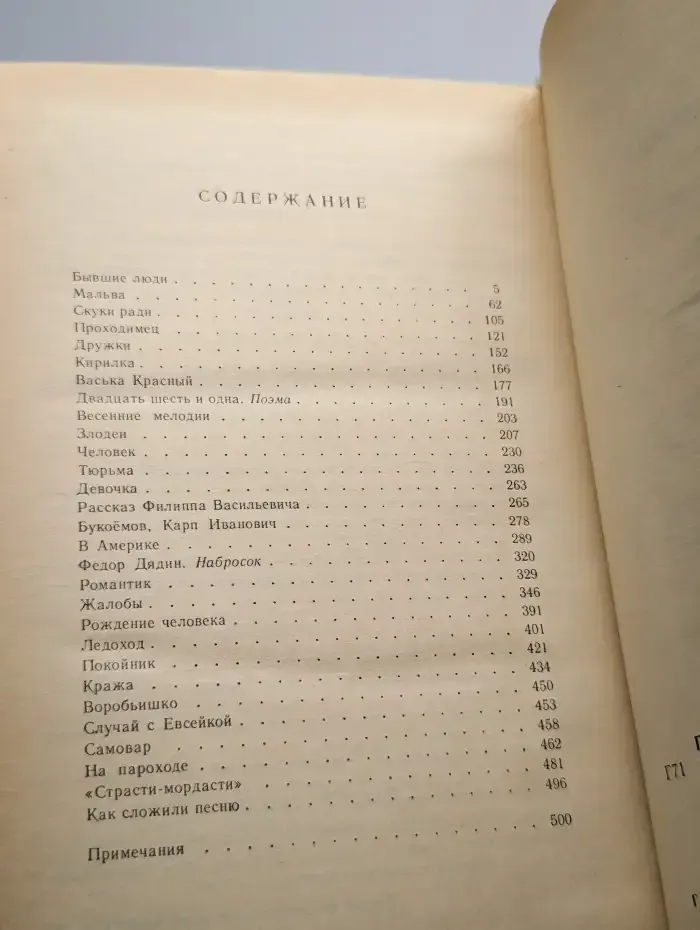 СОДЕРЖАНИЕ
Бывшие люди . . . . . . . . . . . . . . . . . 5
Мальва . . . . . . . . . . . . . . . . . . . 62
Скуки ради . . . . . . . . . . . . . . . . . 105
Проходимец . . . . . . . . . . . . . . . . . 121
Дружки . . . . . . . . . . . . . . . . . . . 152
Кирилка . . . . . . . . . . . . . . . . . . . 166
Васька Красный . . . . . . . . . . . . . . . 177
Двадцать шесть и одна. Поэма . . . . . . . . . 191
Весенние мелодии . . . . . . . . . . . . . . 203
Злодеи . . . . . . . . . . . . . . . . . . . 207
Человек . . . . . . . . . . . . . . . . . . . 230
Тюрьма . . . . . . . . . . . . . . . . . . . 236
Девочка . . . . . . . . . . . . . . . . . . . 263
Рассказ Филиппа Васильевича . . . . . . . . . 265
Букоёмов, Карп Иванович . . . . . . . . . . . 278
В Америке . . . . . . . . . . . . . . . . . . 289
Федор Дядин. Набросок . . . . . . . . . . . . 320
Романтик . . . . . . . . . . . . . . . . . . 329
Жалобы . . . . . . . . . . . . . . . . . . . 346
Рождение человека . . . . . . . . . . . . . . 391
Ледоход . . . . . . . . . . . . . . . . . . . 401
Покойник . . . . . . . . . . . . . . . . . . 421
Кража . . . . . . . . . . . . . . . . . . . . 434
Воробьишко . . . . . . . . . . . . . . . . . 450
Случай с Евсейкой . . . . . . . . . . . . . . 453
Самовар . . . . . . . . . . . . . . . . . . . 458
На пароходе . . . . . . . . . . . . . . . . . 462
«Страсти-мордасти» . . . . . . . . . . . . . 481
Как сложили песню . . . . . . . . . . . . . . 496
Примечания . . . . . . . . . . . . . . . . . 500
Г71